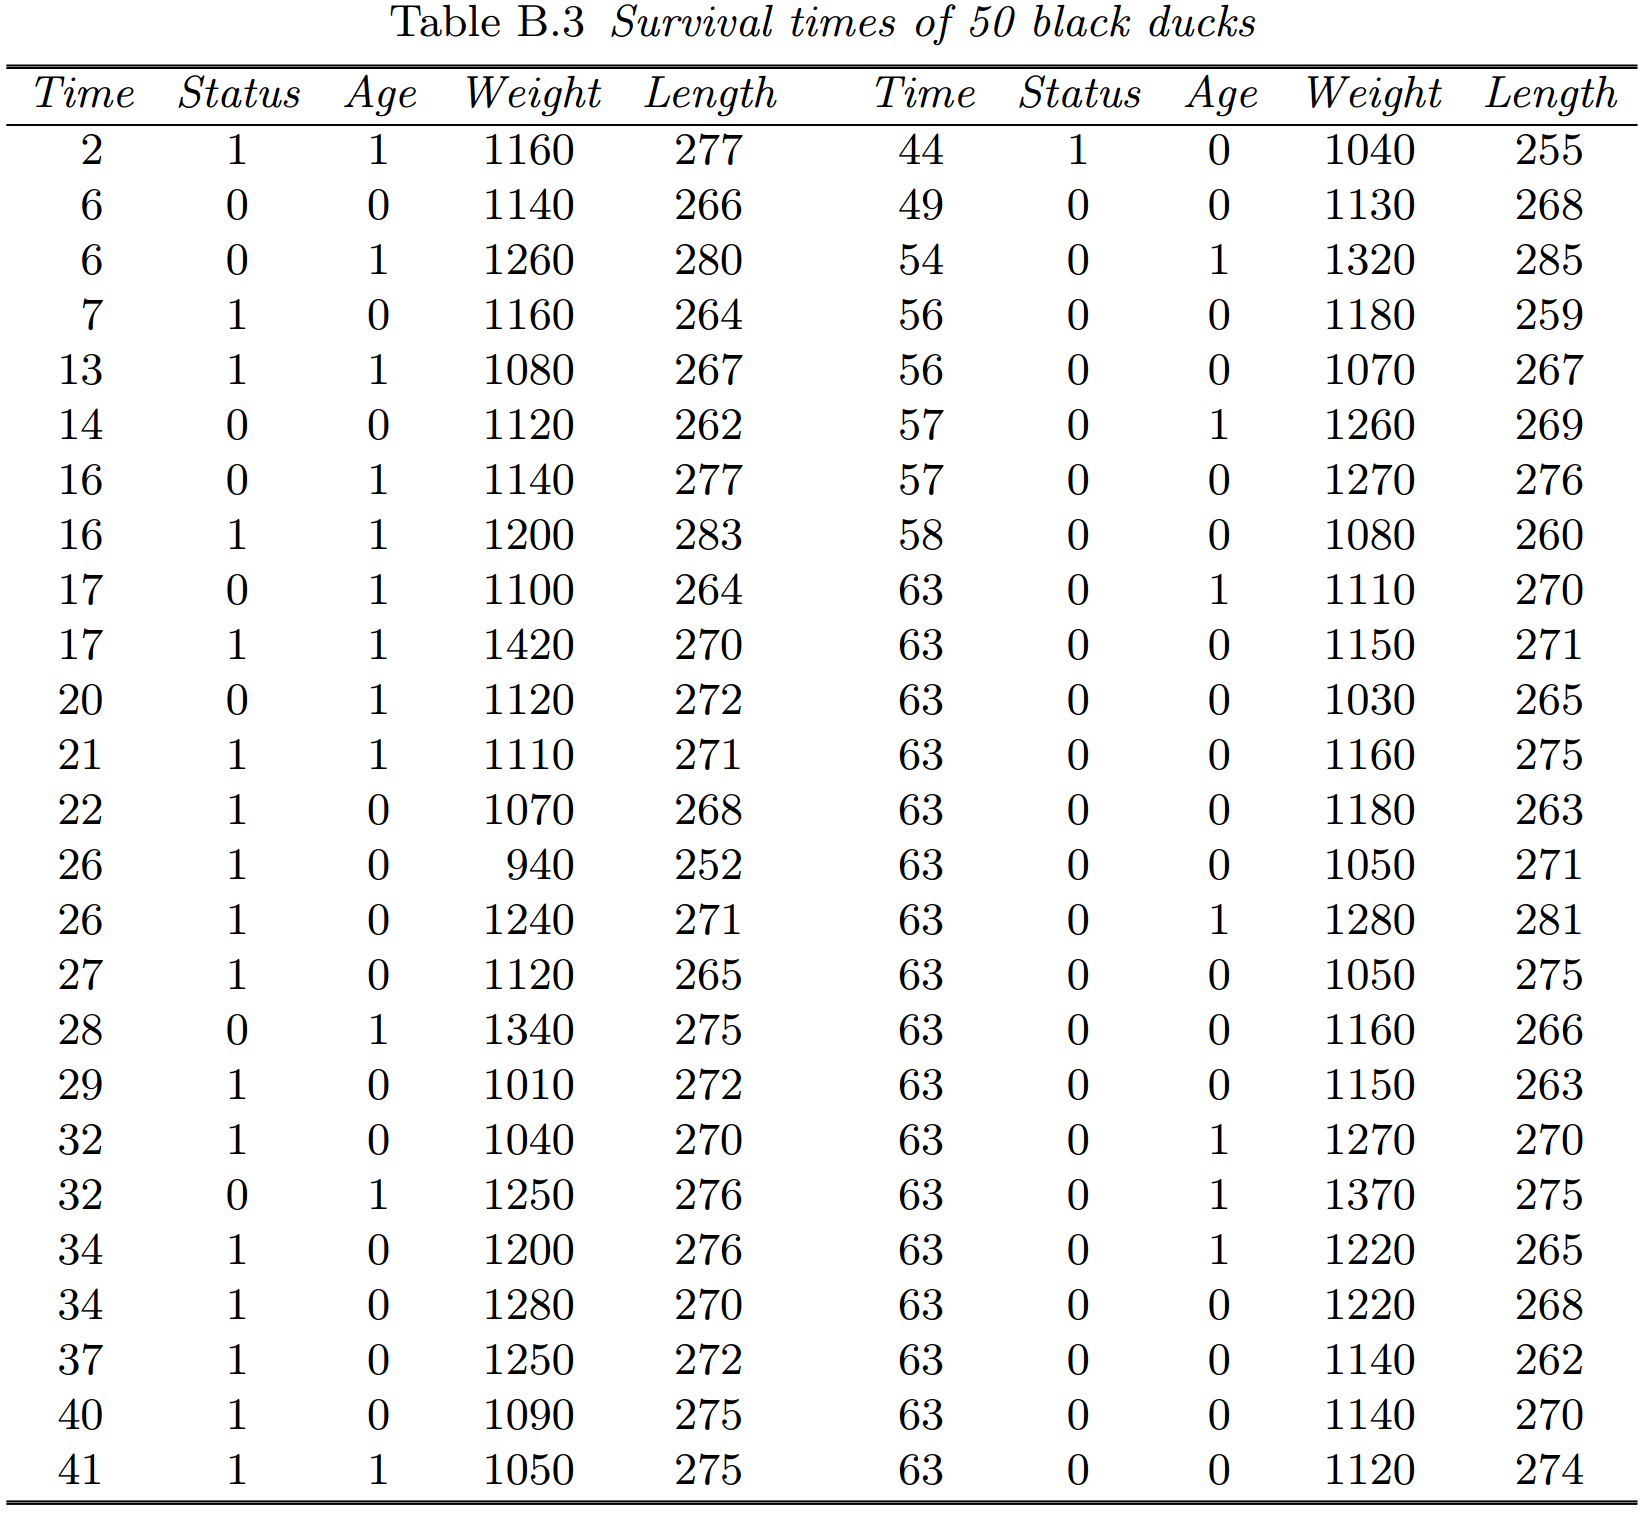 Table B.3 Survival times of 50 black ducks
Time Status Age Weight Length Time Status Age Weight Length
2 1 1 1160 277 44 1 0 1040 255
6 0 0 1140 266 49 0 0 1130 268
6 0 1 1260 280 54 0 1 1320 285
7 1 0 1160 264 56 0 0 1180 259
13 1 1 1080 267 56 0 0 1070 267
14 0 0 1120 262 57 0 1 1260 269
16 0 1 1140 277 57 0 0 1270 276
16 1 1 1200 283 58 0 0 1080 260
17 0 1 1100 264 63 0 1 1110 270
17 1 1 1420 270 63 0 0 1150 271
20 0 1 1120 272 63 0 0 1030 265
21 1 1 1110 271 63 0 0 1160 275
22 1 0 1070 268 63 0 0 1180 263
26 1 0 940 252 63 0 0 1050 271
26 1 0 1240 271 63 0 1 1280 281
27 1 0 1120 265 63 0 0 1050 275
28 0 1 1340 275 63 0 0 1160 266
29 1 0 1010 272 63 0 0 1150 263
32 1 0 1040 270 63 0 1 1270 270
32 0 1 1250 276 63 0 1 1370 275
34 1 0 1200 276 63 0 1 1220 265
34 1 0 1280 270 63 0 0 1220 268
37 1 0 1250 272 63 0 0 1140 262
40 1 0 1090 275 63 0 0 1140 270
41 1 1 1050 275 63 0 0 1120 274